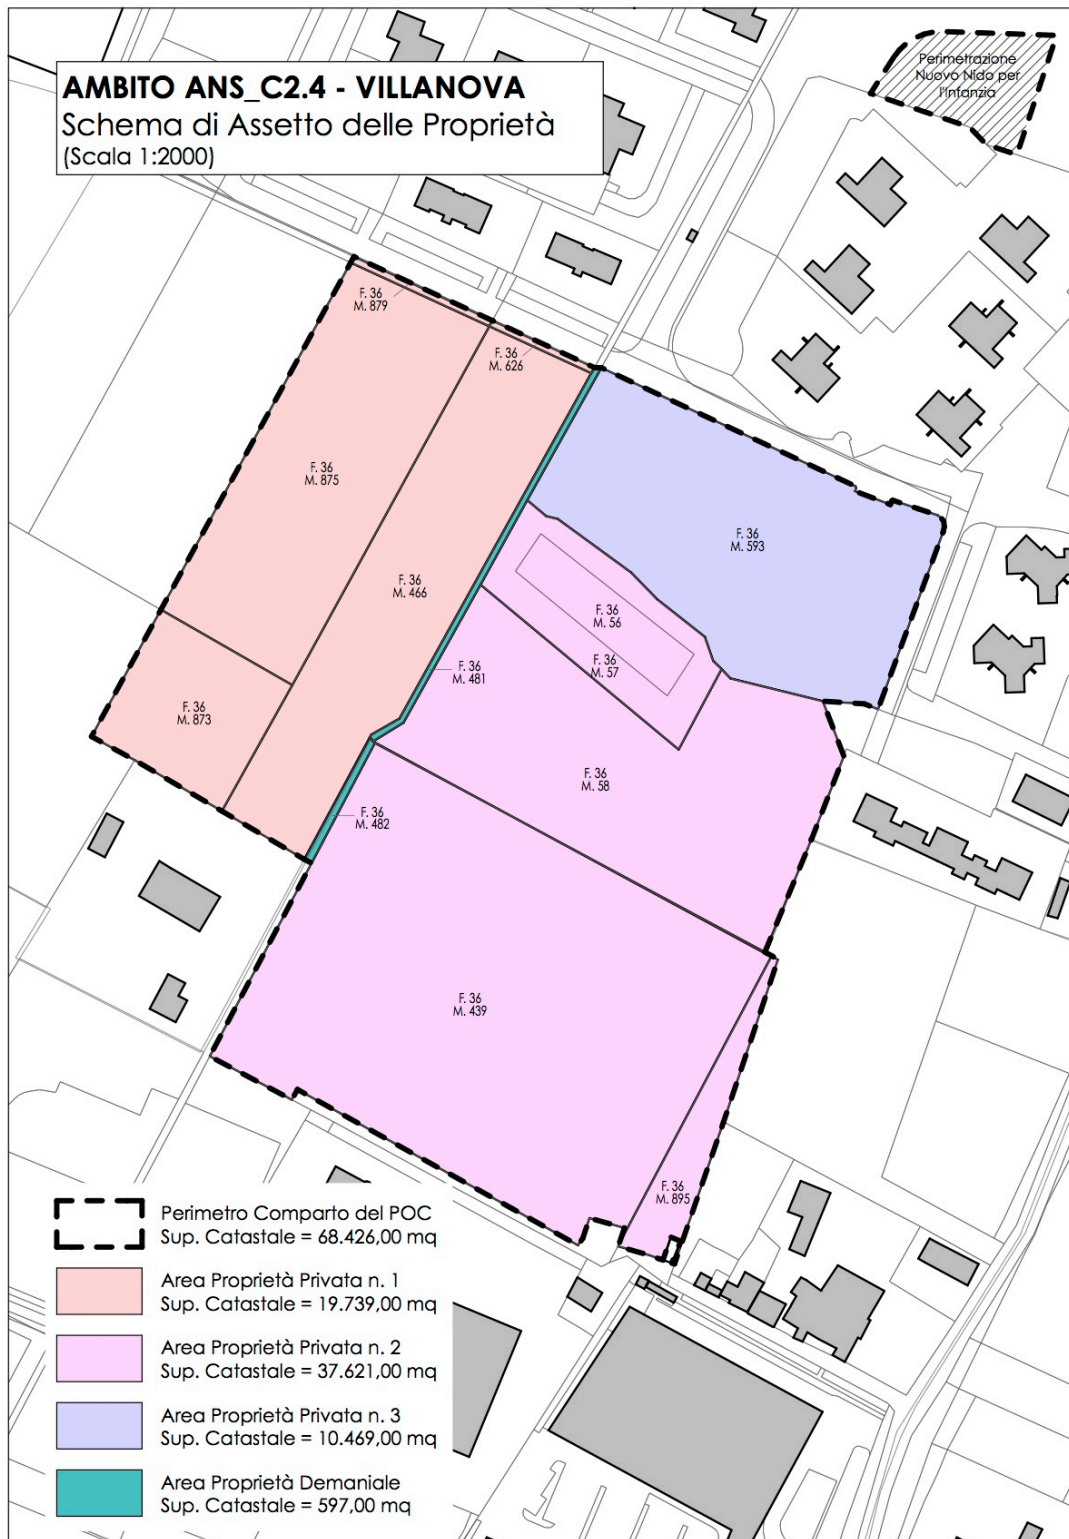 AMBITO ANS_C2.4 - VILLANOVA
Schema di Assetto delle Proprietà
(Scala 1:2000)
Perimetrazione
Nuovo Nido per
l'Infanzia
F. 36
M. 879
F. 36
M. 626
F. 36
M. 875
F. 36
M. 593
F. 36
M. 466
F. 36
M. 56
F. 36
M. 57
F. 36
M. 481
F. 36
M. 873
F. 36
M. 58
F. 36
M. 482
F. 36
M. 439
F. 36
M. 895
Perimetro Comparto del POC
Sup. Catastale = 68.426,00 mq
Area Proprietà Privata n. 1
Sup. Catastale = 19.739,00 mq
Area Proprietà Privata n. 2
Sup. Catastale = 37.621,00 mq
Area Proprietà Privata n. 3
Sup. Catastale = 10.469,00 mq
Area Proprietà Demaniale
Sup. Catastale = 597,00 mq